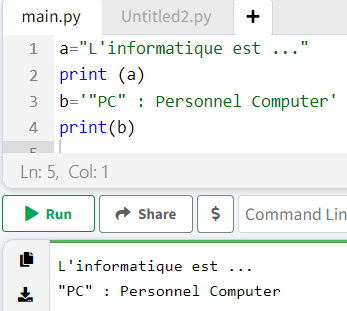 main.py Untitled2.py +
1 a="L'informatique est ..."
2 print (a)
3 b='"PC" : Personnel Computer'
4 print(b)
5
Ln: 5, Col: 1
Run Share $ Command Lin
L'informatique est ...
"PC" : Personnel Computer